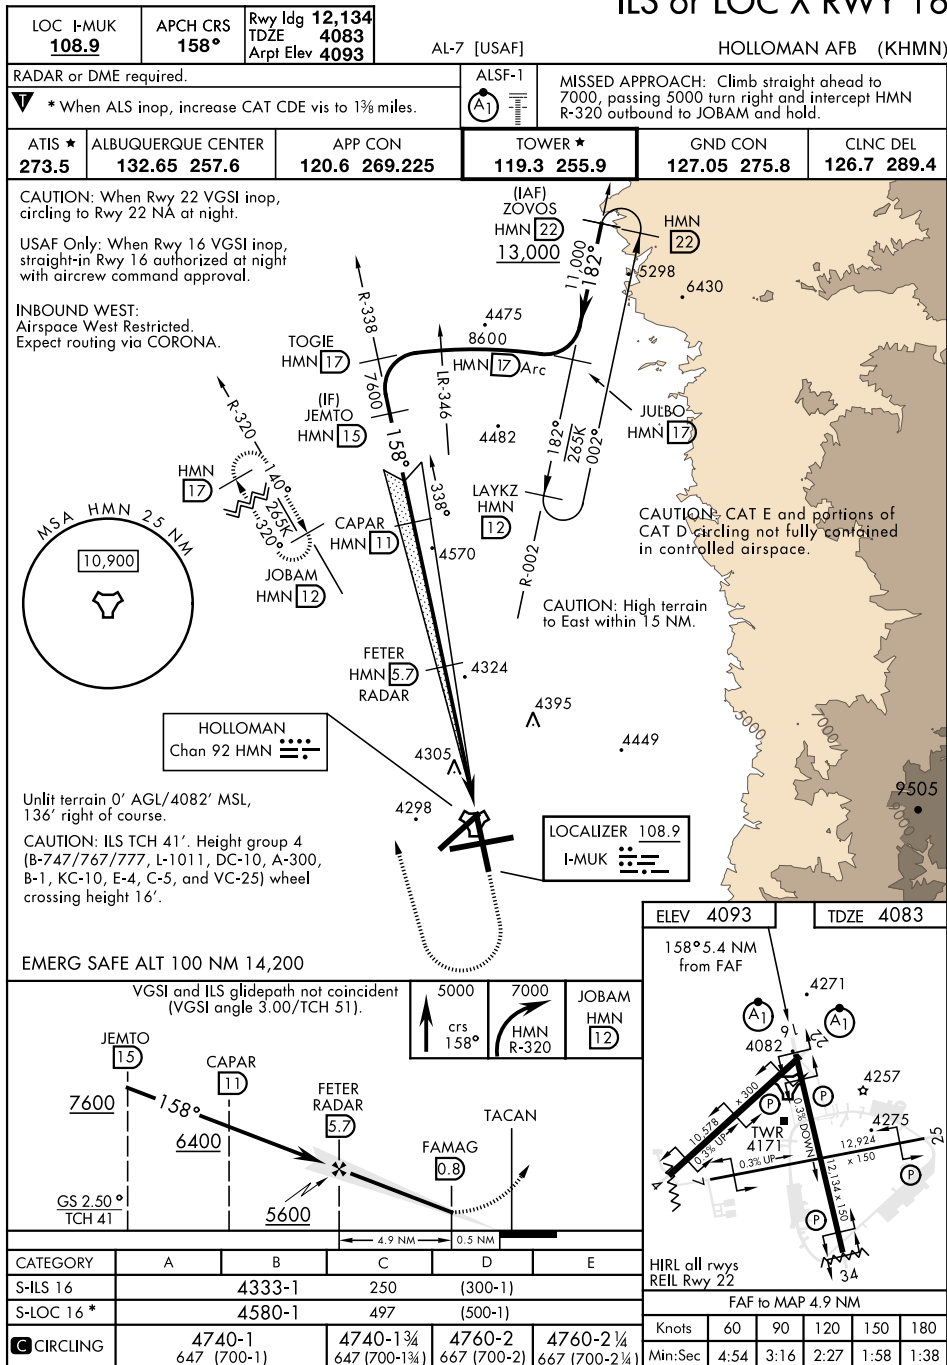 ILS or LOC X RWY 16
LOC I-MUK
108.9
APCH CRS
158°
Rwy ldg 12,134
TDZE 4083
Arpt Elev 4093
AL-7 [USAF]
HOLLOMAN AFB (KHMN)
RADAR or DME required.
T
* When ALS inop, increase CAT CDE vis to 1⅜ miles.
ALSF-1
A1
MISSED APPROACH: Climb straight ahead to
7000, passing 5000 turn right and intercept HMN
R-320 outbound to JOBAM and hold.
ATIS ★
273.5
ALBUQUERQUE CENTER
132.65 257.6
APP CON
120.6 269.225
TOWER ★
119.3 255.9
GND CON
127.05 275.8
CLNC DEL
126.7 289.4
CAUTION: When Rwy 22 VGSI inop,
circling to Rwy 22 NA at night.
USAF Only: When Rwy 16 VGSI inop,
straight-in Rwy 16 authorized at night
with aircrew command approval.
INBOUND WEST:
Airspace West Restricted.
Expect routing via CORONA.
(IAF)
ZOVOS
HMN 22
13,000
HMN
22
11,000
182°
5298
6430
R-338
4475
8600
HMN 17 Arc
TOGIE
HMN 17
7600
LR-346
(IF)
JEMTO
HMN 15
158°
4482
JULBO
HMN 17
182°
265K
002°
R-320
HMN
17
140°
265K
320°
JOBAM
HMN 12
338°
CAPAR
HMN 11
4570
LAYKZ
HMN
12
R-002
CAUTION: CAT E and portions of
CAT D circling not fully contained
in controlled airspace.
MSA HMN 25 NM
10,900
CAUTION: High terrain
to East within 15 NM.
FETER
HMN 5.7
RADAR
4324
4395
4449
5000
HOLLOMAN
Chan 92 HMN
4305
4298
9505
Unlit terrain 0' AGL/4082' MSL,
136' right of course.
CAUTION: ILS TCH 41'. Height group 4
(B-747/767/777, L-1011, DC-10, A-300,
B-1, KC-10, E-4, C-5, and VC-25) wheel
crossing height 16'.
LOCALIZER 108.9
I-MUK
EMERG SAFE ALT 100 NM 14,200
ELEV 4093
TDZE 4083
158° 5.4 NM
from FAF
4271
A1
A1
4082
16
22
4257
P
P
10,578 x 300
0.3% UP
0.3% DOWN
TWR
4171
4275
12,924
x 150
0.3% UP
25
4
7
12,134 x 150
P
P
34
HIRL all rwys
REIL Rwy 22
VGSI and ILS glidepath not coincident
(VGSI angle 3.00/TCH 51).
5000
crs
158°
7000
HMN
R-320
JOBAM
HMN
12
JEMTO
15
CAPAR
11
FETER
RADAR
5.7
FAMAG
0.8
TACAN
7600
158°
6400
5600
GS 2.50°
TCH 41
4.9 NM
0.5 NM
CATEGORY A B C D E
S-ILS 16 4333-1 250 (300-1)
S-LOC 16 * 4580-1 497 (500-1)
C CIRCLING
4740-1
647 (700-1)
4740-1¾
647 (700-1¾)
4760-2
667 (700-2)
4760-2¼
667 (700-2¼)
FAF to MAP 4.9 NM
Knots 60 90 120 150 180
Min:Sec 4:54 3:16 2:27 1:58 1:38